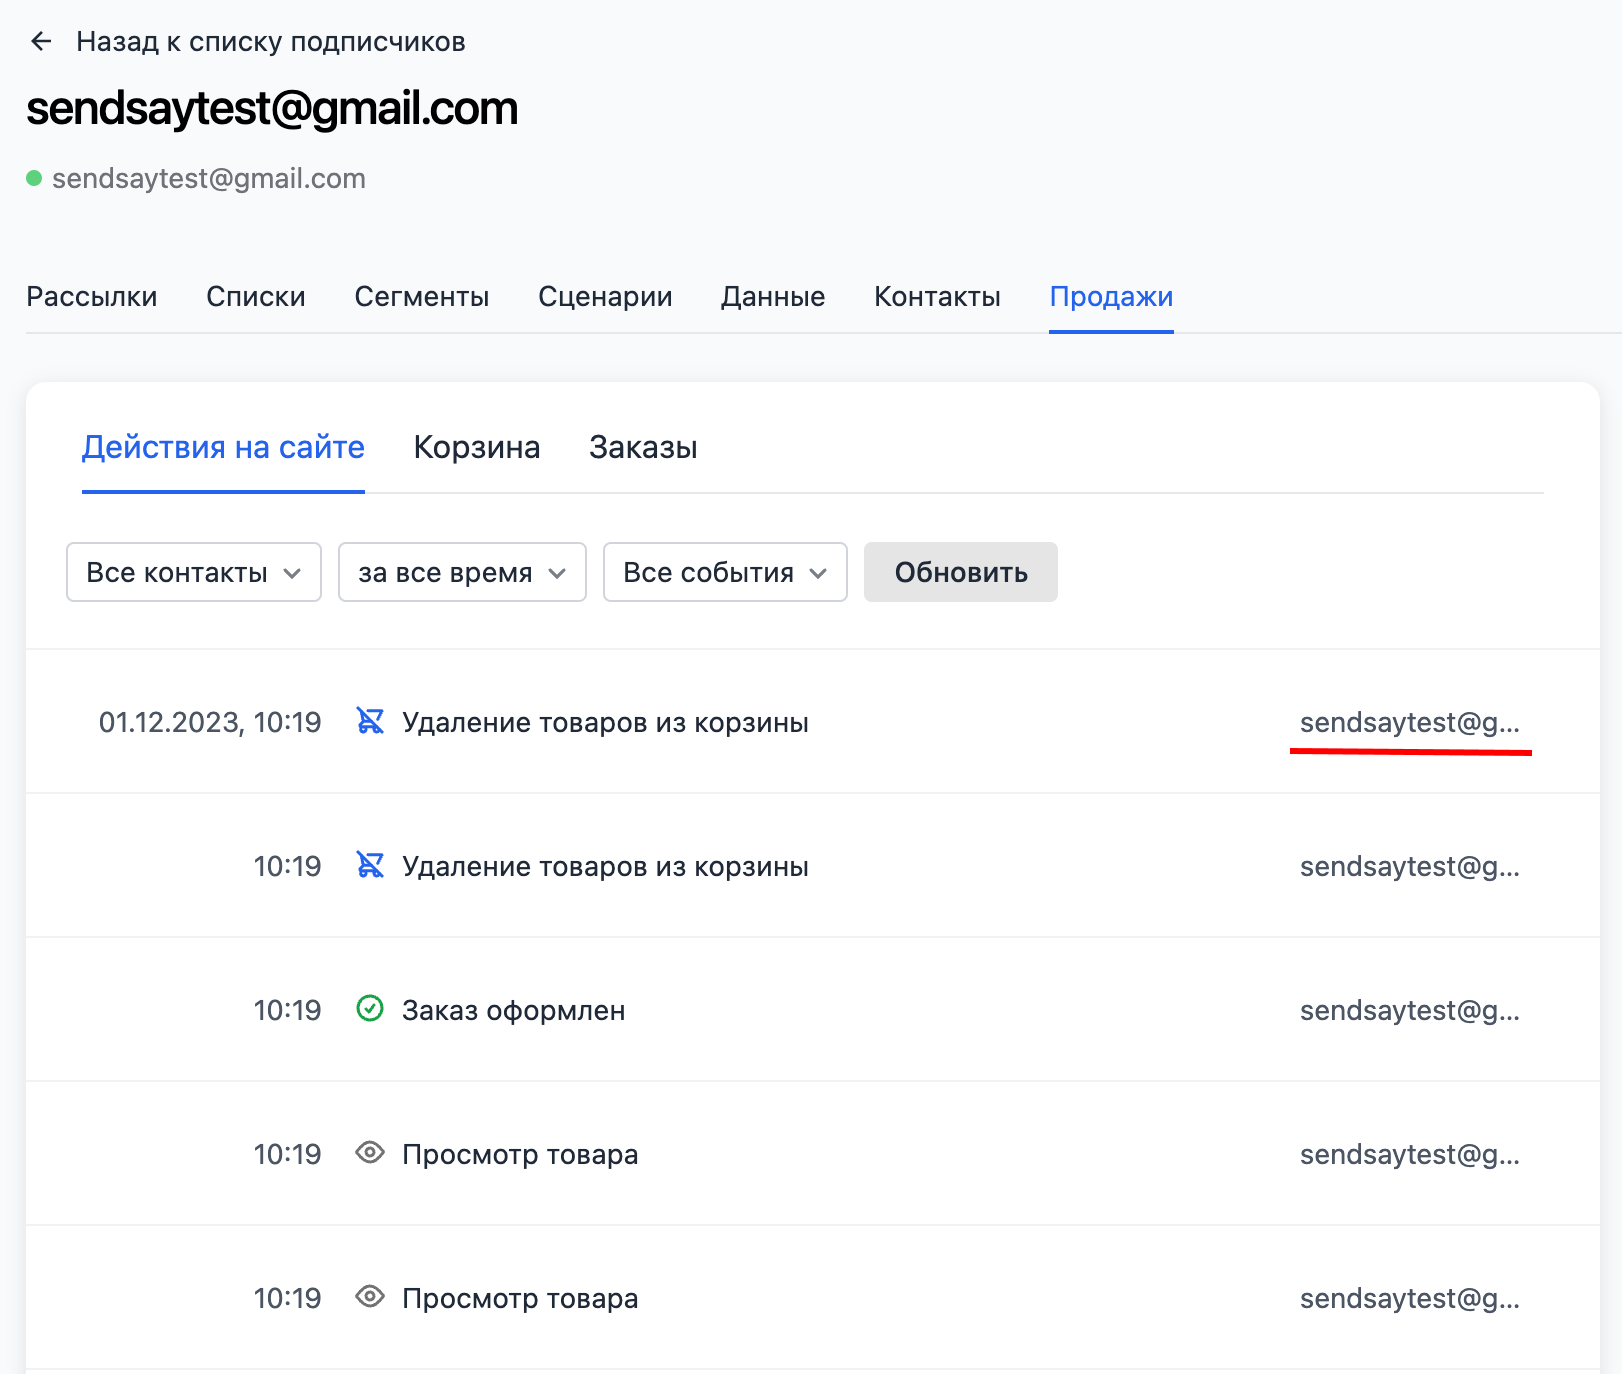 Назад к списку подписчиков
sendsaytest@gmail.com
sendsaytest@gmail.com
Рассылки Списки Сегменты Сценарии Данные Контакты Продажи
Действия на сайте Корзина Заказы
Все контакты за все время Все события Обновить
01.12.2023, 10:19 Удаление товаров из корзины sendsaytest@g...
10:19 Удаление товаров из корзины sendsaytest@g...
10:19 Заказ оформлен sendsaytest@g...
10:19 Просмотр товара sendsaytest@g...
10:19 Просмотр товара sendsaytest@g...